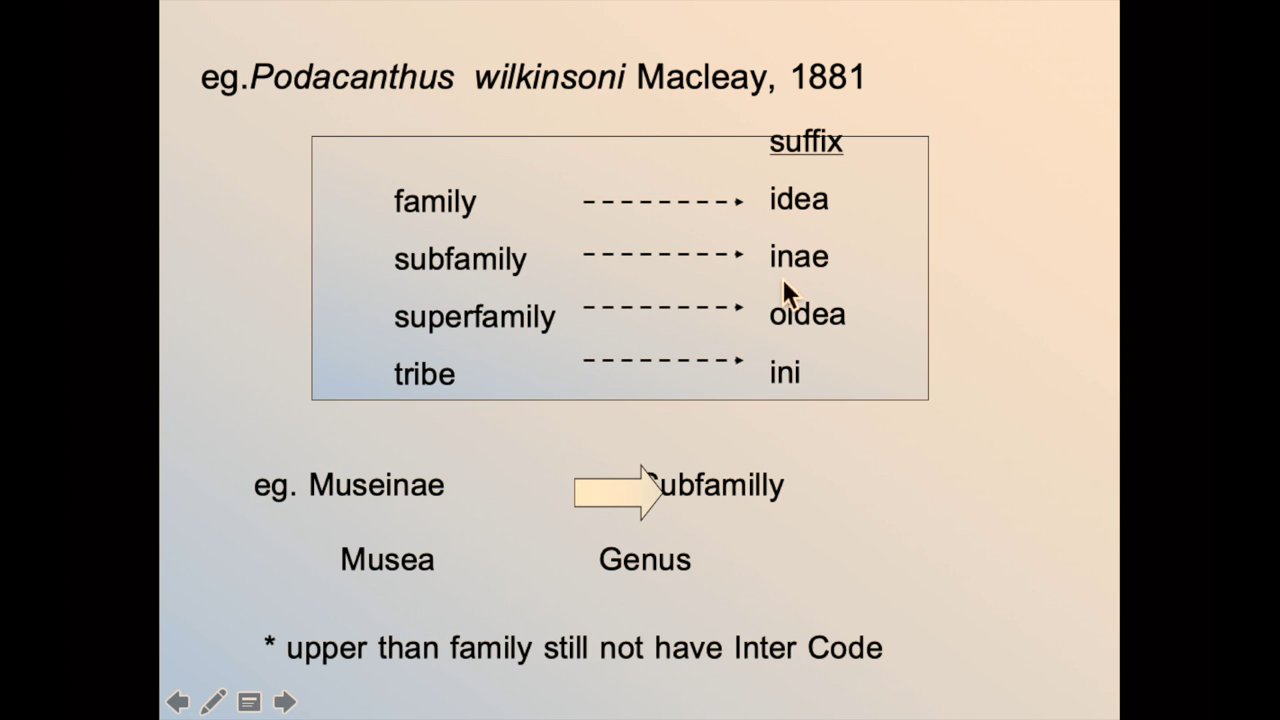 eg.Podacanthus wilkinsoni Macleay, 1881
suffix
family idea
subfamily inae
superfamily oidea
tribe ini
eg. Museinae Subfamilly
Musea Genus
* upper than family still not have Inter Code